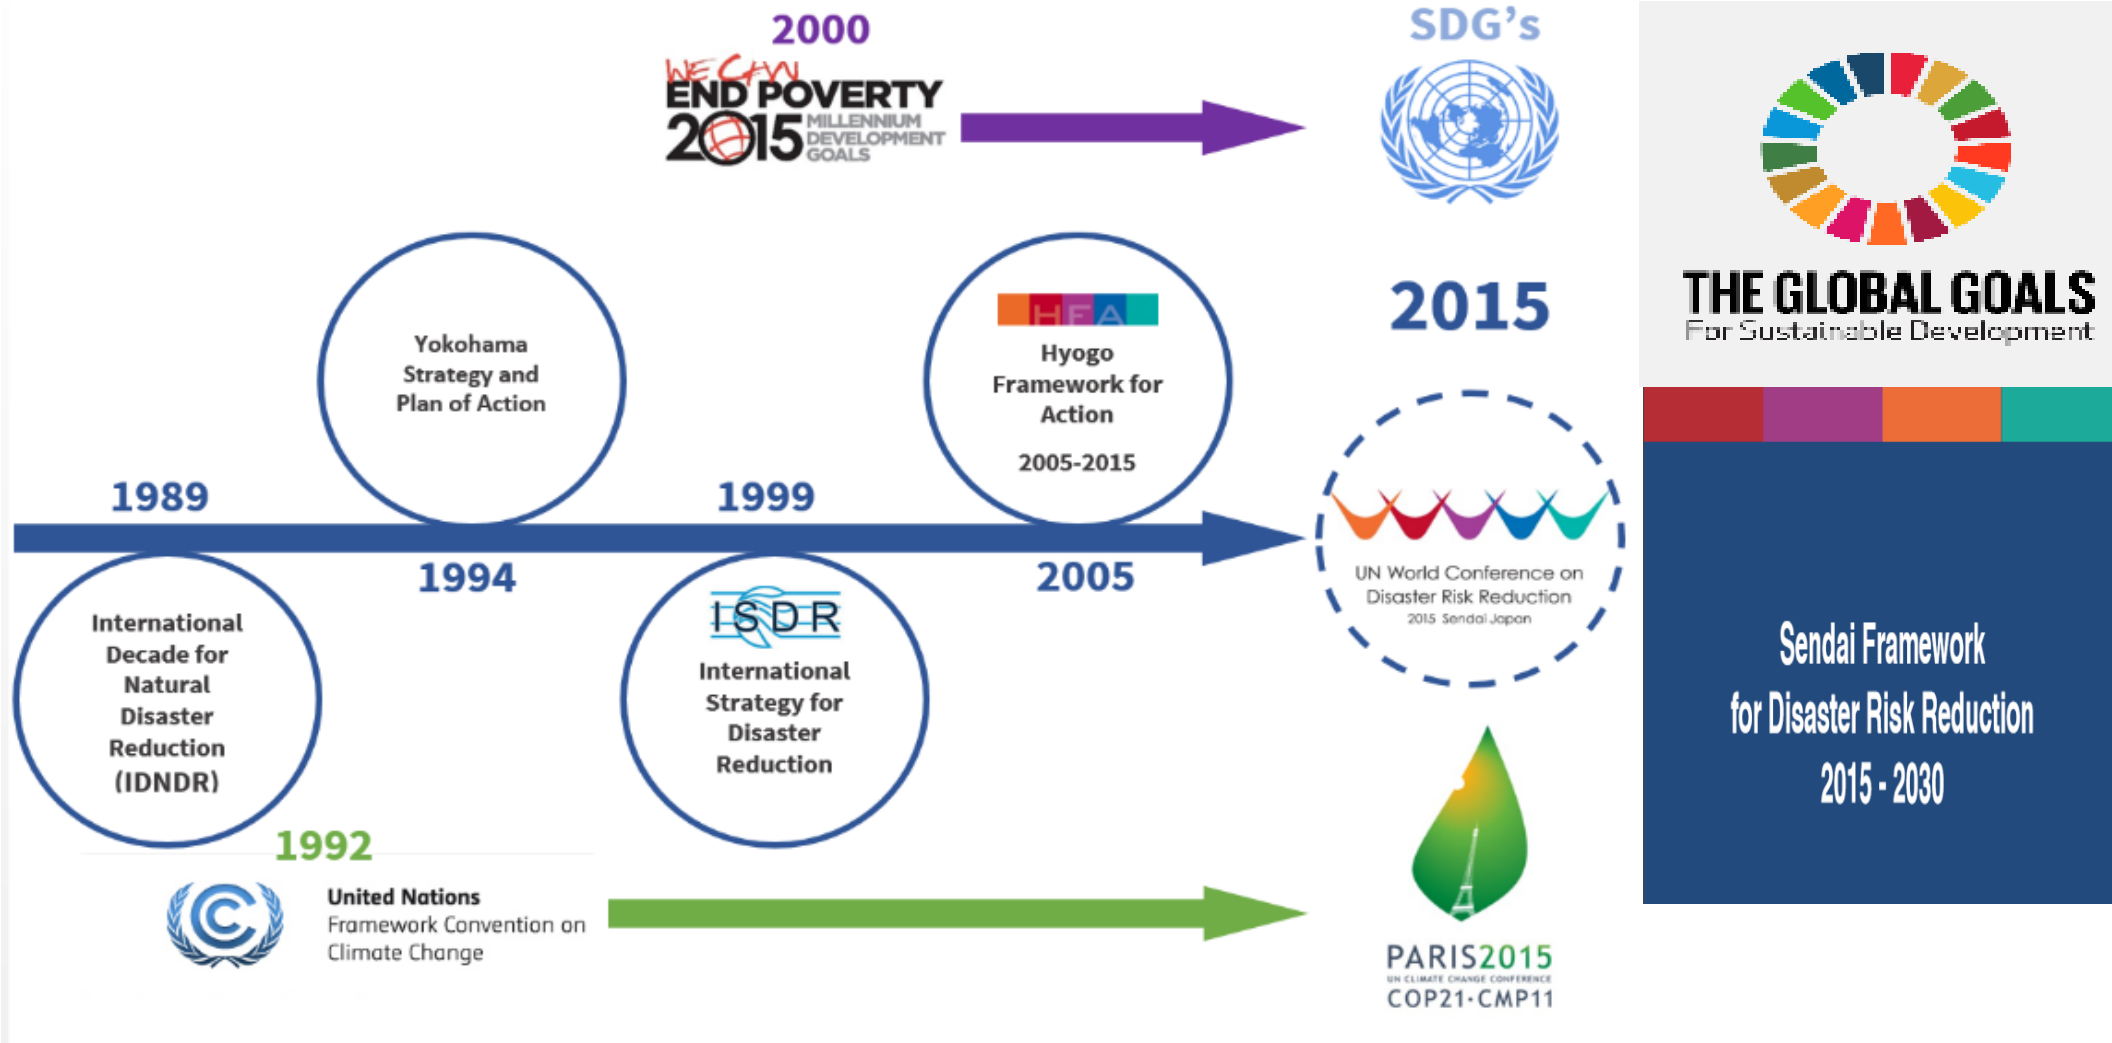 2000
WE CAN
END POVERTY
2015 MILLENNIUM
DEVELOPMENT
GOALS
SDG's
THE GLOBAL GOALS
For Sustainable Development
2015
Yokohama
Strategy and
Plan of Action
HFA
Hyogo
Framework for
Action
2005-2015
1989
1999
1994
2005
International
Decade for
Natural
Disaster
Reduction
(IDNDR)
ISDR
International
Strategy for
Disaster
Reduction
UN World Conference on
Disaster Risk Reduction
2015 Sendai Japan
Sendai Framework
for Disaster Risk Reduction
2015 - 2030
1992
United Nations
Framework Convention on
Climate Change
PARIS2015
UN CLIMATE CHANGE CONFERENCE
COP21·CMP11